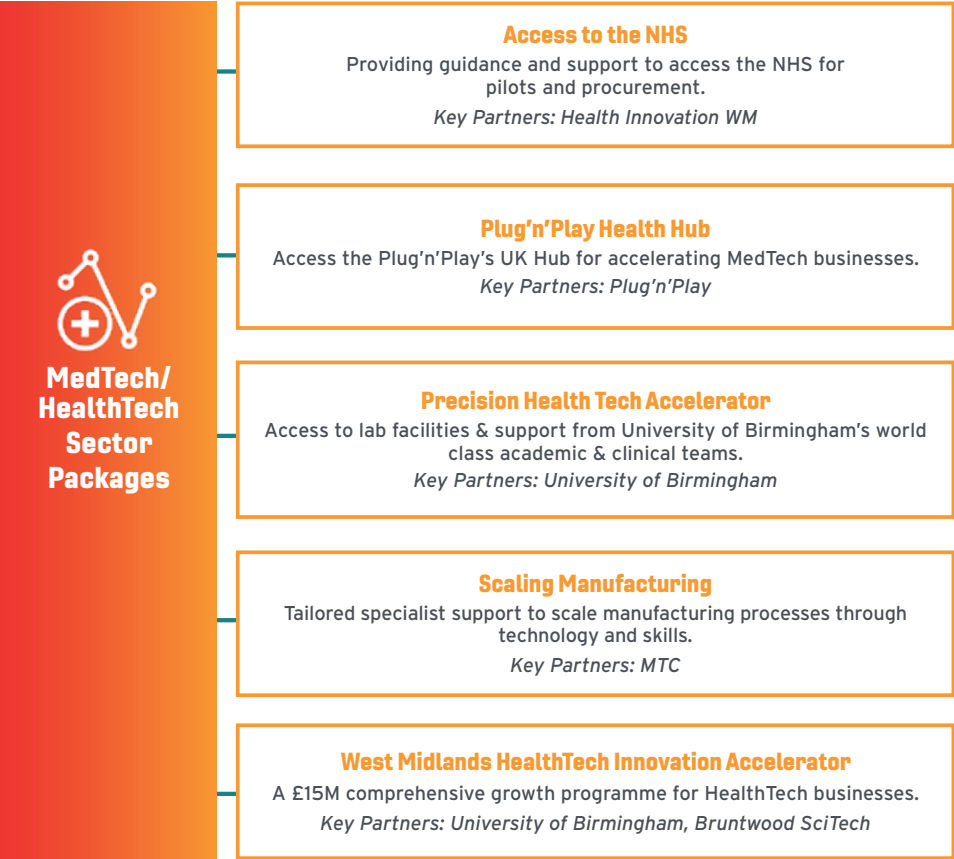 MedTech/
HealthTech
Sector
Packages
Access to the NHS
Providing guidance and support to access the NHS for
pilots and procurement.
Key Partners: Health Innovation WM
Plug’n’Play Health Hub
Access the Plug’n’Play’s UK Hub for accelerating MedTech businesses.
Key Partners: Plug’n’Play
Precision Health Tech Accelerator
Access to lab facilities & support from University of Birmingham’s world
class academic & clinical teams.
Key Partners: University of Birmingham
Scaling Manufacturing
Tailored specialist support to scale manufacturing processes through
technology and skills.
Key Partners: MTC
West Midlands HealthTech Innovation Accelerator
A £15M comprehensive growth programme for HealthTech businesses.
Key Partners: University of Birmingham, Bruntwood SciTech